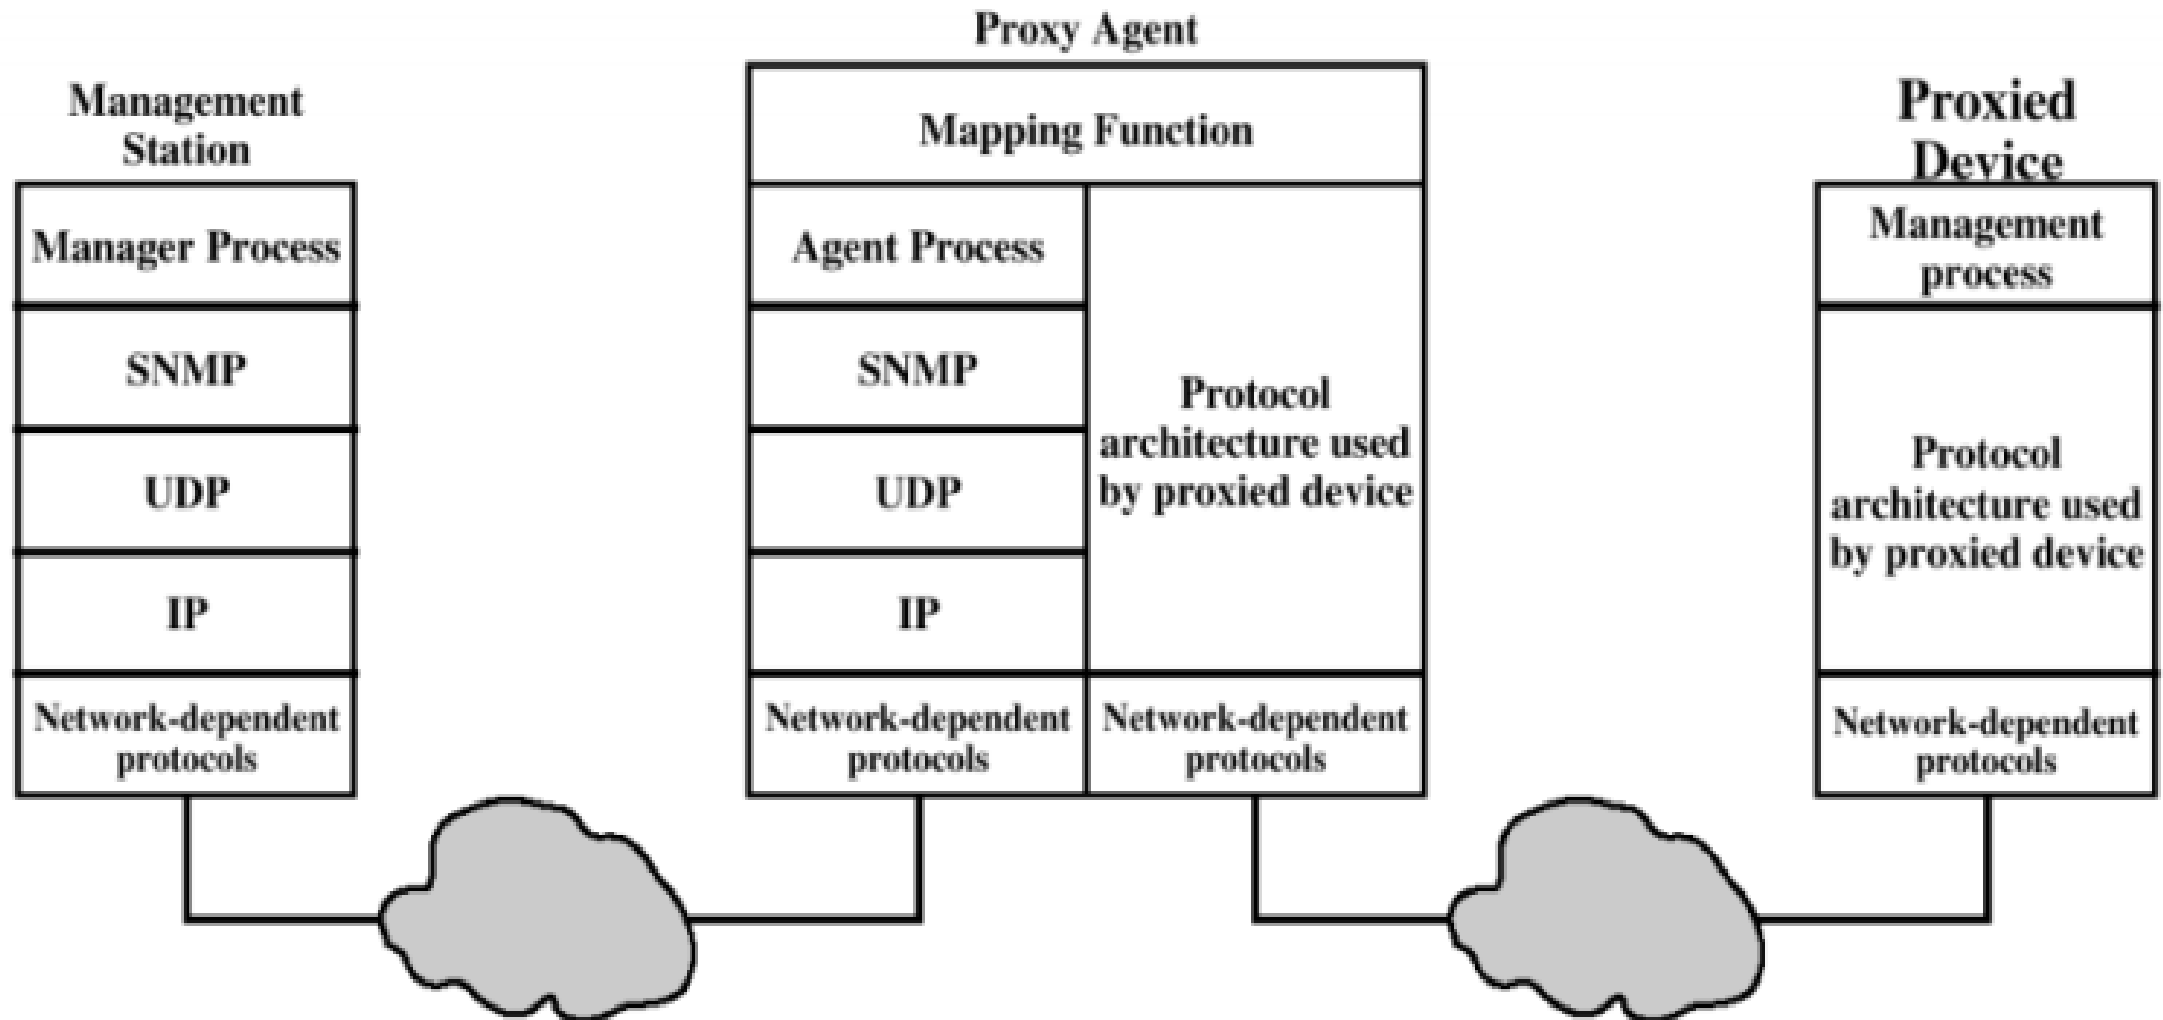 Proxy Agent
Management
Station
Proxied
Device
Mapping Function
Manager Process
SNMP
UDP
IP
Network-dependent
protocols
Agent Process
SNMP
UDP
IP
Network-dependent
protocols
Protocol
architecture used
by proxied device
Network-dependent
protocols
Management
process
Protocol
architecture used
by proxied device
Network-dependent
protocols